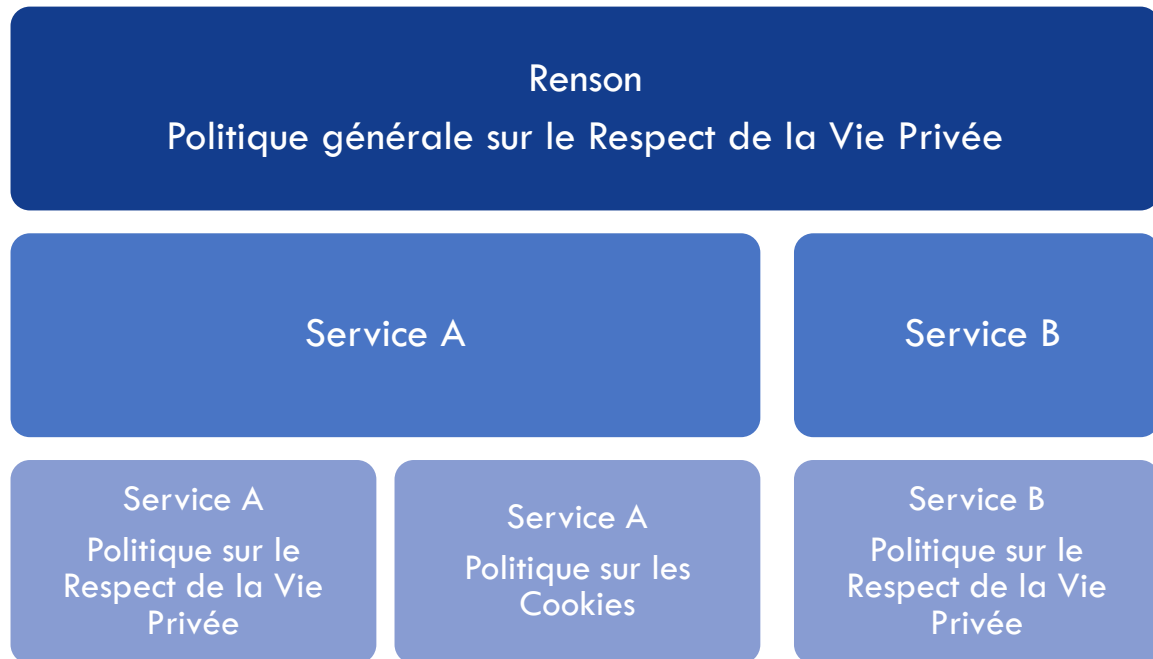 Renson
Politique générale sur le Respect de la Vie Privée
Service A
Service B
Service A
Politique sur le
Respect de la Vie
Privée
Service A
Politique sur les
Cookies
Service B
Politique sur le
Respect de la Vie
Privée